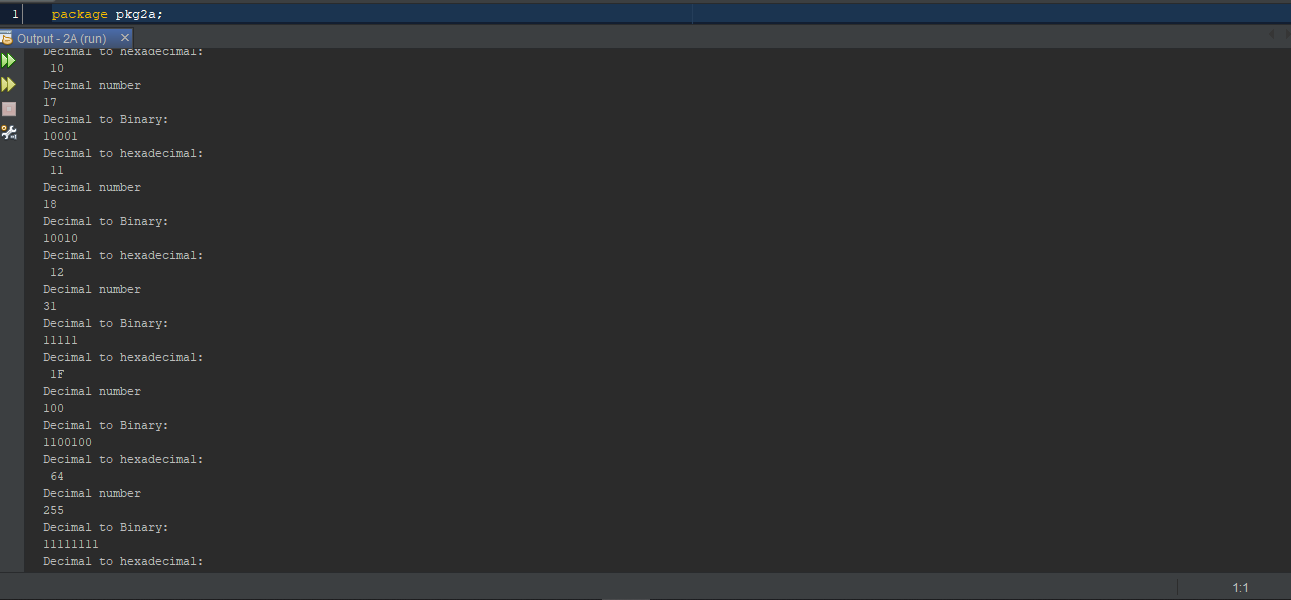 1 package pkg2a;
Output - 2A (run) ×
Decimal to hexadecimal:
 10
Decimal number
17
Decimal to Binary:
10001
Decimal to hexadecimal:
 11
Decimal number
18
Decimal to Binary:
10010
Decimal to hexadecimal:
 12
Decimal number
31
Decimal to Binary:
11111
Decimal to hexadecimal:
 1F
Decimal number
100
Decimal to Binary:
1100100
Decimal to hexadecimal:
 64
Decimal number
255
Decimal to Binary:
11111111
Decimal to hexadecimal:
1:1